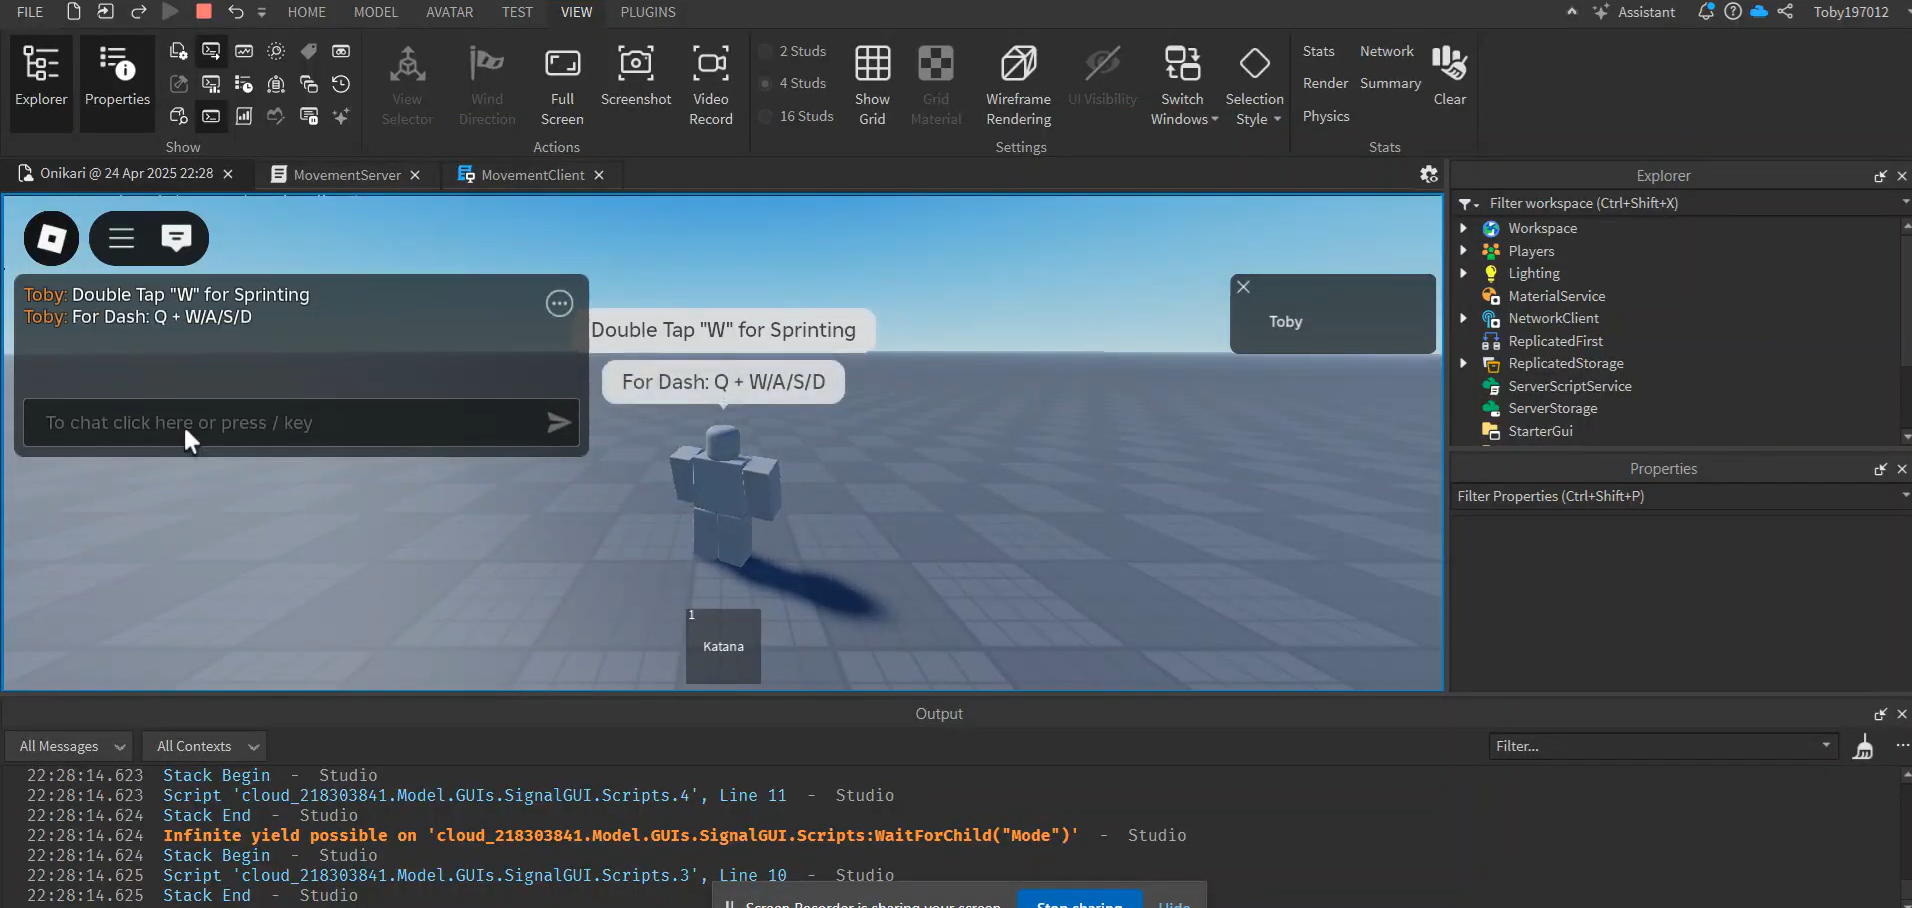 FILE
HOME
MODEL
AVATAR
TEST
VIEW
PLUGINS
Assistant
Toby197012
Explorer
Properties
Show
View
Selector
Wind
Direction
Full
Screen
Screenshot
Video
Record
Actions
2 Studs
4 Studs
16 Studs
Show
Grid
Grid
Material
Wireframe
Rendering
UI Visibility
Switch
Windows
Selection
Style
Settings
Stats
Network
Render
Summary
Physics
Clear
Stats
Onikari @ 24 Apr 2025 22:28
MovementServer
MovementClient
Toby: Double Tap "W" for Sprinting
Toby: For Dash: Q + W/A/S/D
To chat click here or press / key
Double Tap "W" for Sprinting
For Dash: Q + W/A/S/D
Toby
1
Katana
Explorer
Filter workspace (Ctrl+Shift+X)
Workspace
Players
Lighting
MaterialService
NetworkClient
ReplicatedFirst
ReplicatedStorage
ServerScriptService
ServerStorage
StarterGui
Properties
Filter Properties (Ctrl+Shift+P)
Output
All Messages
All Contexts
Filter...
22:28:14.623 Stack Begin - Studio
22:28:14.623 Script 'cloud_218303841.Model.GUIs.SignalGUI.Scripts.4', Line 11 - Studio
22:28:14.624 Stack End - Studio
22:28:14.624 Infinite yield possible on 'cloud_218303841.Model.GUIs.SignalGUI.Scripts:WaitForChild("Mode")' - Studio
22:28:14.624 Stack Begin - Studio
22:28:14.625 Script 'cloud_218303841.Model.GUIs.SignalGUI.Scripts.3', Line 10 - Studio
22:28:14.625 Stack End - Studio
Screen Recorder is sharing your screen.
Stop sharing
Hide